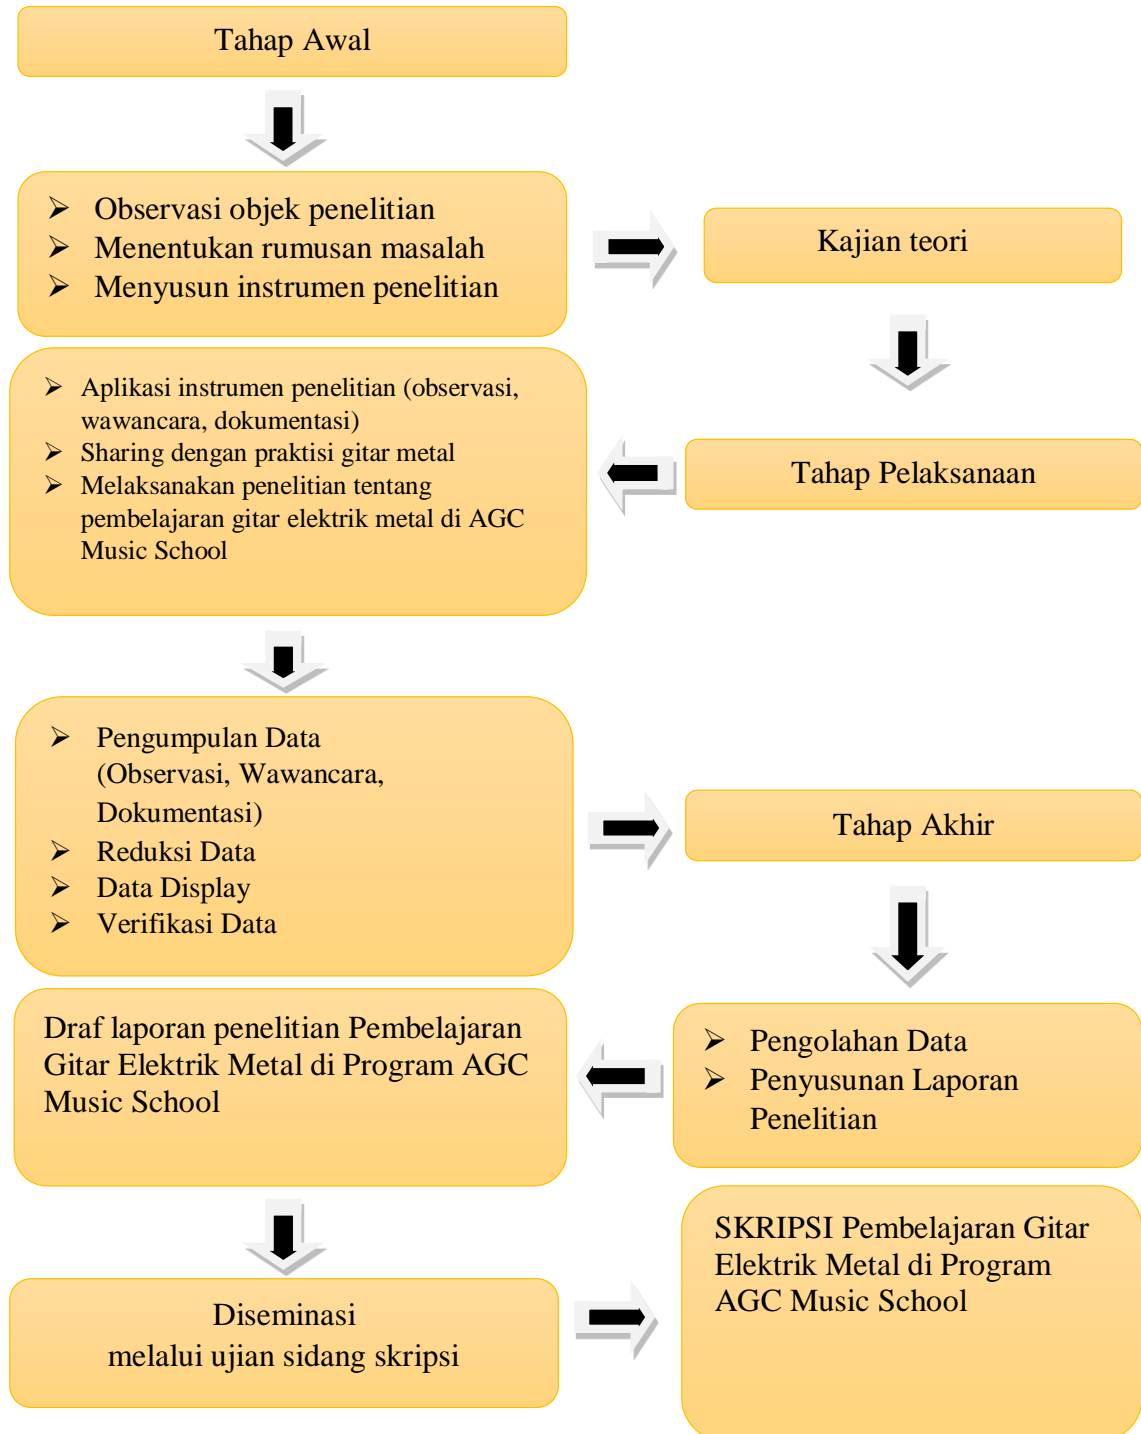 Tahap Awal
➢ Observasi objek penelitian
➢ Menentukan rumusan masalah
➢ Menyusun instrumen penelitian
Kajian teori
Tahap Pelaksanaan
➢ Aplikasi instrumen penelitian (observasi,
wawancara, dokumentasi)
➢ Sharing dengan praktisi gitar metal
➢ Melaksanakan penelitian tentang
pembelajaran gitar elektrik metal di AGC
Music School
➢ Pengumpulan Data
(Observasi, Wawancara,
Dokumentasi)
➢ Reduksi Data
➢ Data Display
➢ Verifikasi Data
Tahap Akhir
➢ Pengolahan Data
➢ Penyusunan Laporan
Penelitian
Draf laporan penelitian Pembelajaran
Gitar Elektrik Metal di Program AGC
Music School
Diseminasi
melalui ujian sidang skripsi
SKRIPSI Pembelajaran Gitar
Elektrik Metal di Program
AGC Music School